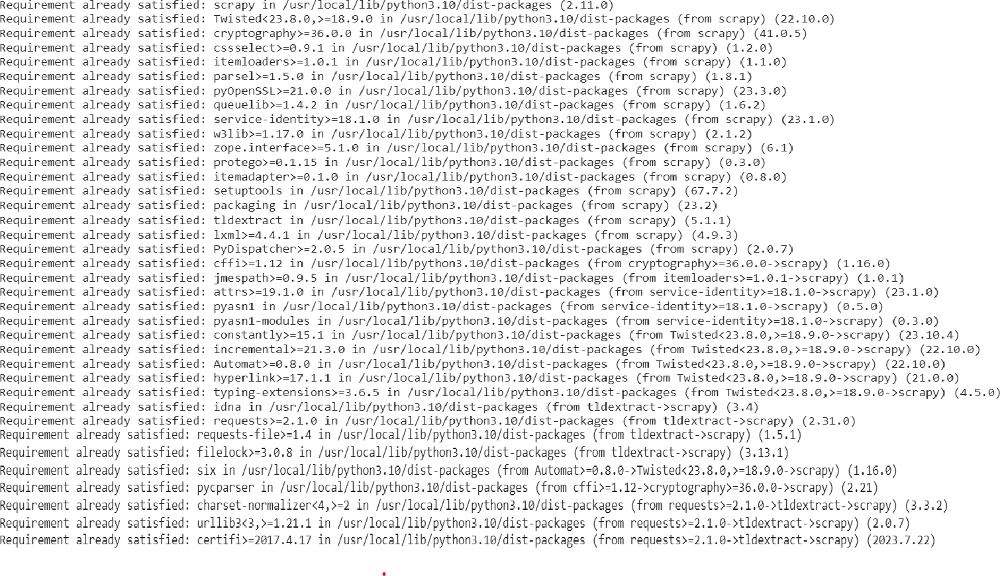 Requirement already satisfied: scrapy in /usr/local/lib/python3.10/dist-packages (2.11.0)
Requirement already satisfied: Twisted<23.8.0,>=18.9.0 in /usr/local/lib/python3.10/dist-packages (from scrapy) (22.10.0)
Requirement already satisfied: cryptography>=36.0.0 in /usr/local/lib/python3.10/dist-packages (from scrapy) (41.0.5)
Requirement already satisfied: cssselect>=0.9.1 in /usr/local/lib/python3.10/dist-packages (from scrapy) (1.2.0)
Requirement already satisfied: itemloaders>=1.0.1 in /usr/local/lib/python3.10/dist-packages (from scrapy) (1.1.0)
Requirement already satisfied: parsel>=1.5.0 in /usr/local/lib/python3.10/dist-packages (from scrapy) (1.8.1)
Requirement already satisfied: pyOpenSSL>=21.0.0 in /usr/local/lib/python3.10/dist-packages (from scrapy) (23.3.0)
Requirement already satisfied: queuelib>=1.4.2 in /usr/local/lib/python3.10/dist-packages (from scrapy) (1.6.2)
Requirement already satisfied: service-identity>=18.1.0 in /usr/local/lib/python3.10/dist-packages (from scrapy) (23.1.0)
Requirement already satisfied: w3lib>=1.17.0 in /usr/local/lib/python3.10/dist-packages (from scrapy) (2.1.2)
Requirement already satisfied: zope.interface>=5.1.0 in /usr/local/lib/python3.10/dist-packages (from scrapy) (6.1)
Requirement already satisfied: protego>=0.1.15 in /usr/local/lib/python3.10/dist-packages (from scrapy) (0.3.0)
Requirement already satisfied: itemadapter>=0.1.0 in /usr/local/lib/python3.10/dist-packages (from scrapy) (0.8.0)
Requirement already satisfied: setuptools in /usr/local/lib/python3.10/dist-packages (from scrapy) (67.7.2)
Requirement already satisfied: packaging in /usr/local/lib/python3.10/dist-packages (from scrapy) (23.2)
Requirement already satisfied: tldextract in /usr/local/lib/python3.10/dist-packages (from scrapy) (5.1.1)
Requirement already satisfied: lxml>=4.4.1 in /usr/local/lib/python3.10/dist-packages (from scrapy) (4.9.3)
Requirement already satisfied: PyDispatcher>=2.0.5 in /usr/local/lib/python3.10/dist-packages (from scrapy) (2.0.7)
Requirement already satisfied: cffi>=1.12 in /usr/local/lib/python3.10/dist-packages (from cryptography>=36.0.0->scrapy) (1.16.0)
Requirement already satisfied: jmespath>=0.9.5 in /usr/local/lib/python3.10/dist-packages (from itemloaders>=1.0.1->scrapy) (1.0.1)
Requirement already satisfied: attrs>=19.1.0 in /usr/local/lib/python3.10/dist-packages (from service-identity>=18.1.0->scrapy) (23.1.0)
Requirement already satisfied: pyasn1 in /usr/local/lib/python3.10/dist-packages (from service-identity>=18.1.0->scrapy) (0.5.0)
Requirement already satisfied: pyasn1-modules in /usr/local/lib/python3.10/dist-packages (from service-identity>=18.1.0->scrapy) (0.3.0)
Requirement already satisfied: constantly>=15.1 in /usr/local/lib/python3.10/dist-packages (from Twisted<23.8.0,>=18.9.0->scrapy) (23.10.4)
Requirement already satisfied: incremental>=21.3.0 in /usr/local/lib/python3.10/dist-packages (from Twisted<23.8.0,>=18.9.0->scrapy) (22.10.0)
Requirement already satisfied: Automat>=0.8.0 in /usr/local/lib/python3.10/dist-packages (from Twisted<23.8.0,>=18.9.0->scrapy) (22.10.0)
Requirement already satisfied: hyperlink>=17.1.1 in /usr/local/lib/python3.10/dist-packages (from Twisted<23.8.0,>=18.9.0->scrapy) (21.0.0)
Requirement already satisfied: typing-extensions>=3.6.5 in /usr/local/lib/python3.10/dist-packages (from Twisted<23.8.0,>=18.9.0->scrapy) (4.5.0)
Requirement already satisfied: idna in /usr/local/lib/python3.10/dist-packages (from tldextract->scrapy) (3.4)
Requirement already satisfied: requests>=2.1.0 in /usr/local/lib/python3.10/dist-packages (from tldextract->scrapy) (2.31.0)
Requirement already satisfied: requests-file>=1.4 in /usr/local/lib/python3.10/dist-packages (from tldextract->scrapy) (1.5.1)
Requirement already satisfied: filelock>=3.0.8 in /usr/local/lib/python3.10/dist-packages (from tldextract->scrapy) (3.13.1)
Requirement already satisfied: six in /usr/local/lib/python3.10/dist-packages (from Automat>=0.8.0->Twisted<23.8.0,>=18.9.0->scrapy) (1.16.0)
Requirement already satisfied: pycparser in /usr/local/lib/python3.10/dist-packages (from cffi>=1.12->cryptography>=36.0.0->scrapy) (2.21)
Requirement already satisfied: charset-normalizer<4,>=2 in /usr/local/lib/python3.10/dist-packages (from requests>=2.1.0->tldextract->scrapy) (3.3.2)
Requirement already satisfied: urllib3<3,>=1.21.1 in /usr/local/lib/python3.10/dist-packages (from requests>=2.1.0->tldextract->scrapy) (2.0.7)
Requirement already satisfied: certifi>=2017.4.17 in /usr/local/lib/python3.10/dist-packages (from requests>=2.1.0->tldextract->scrapy) (2023.7.22)